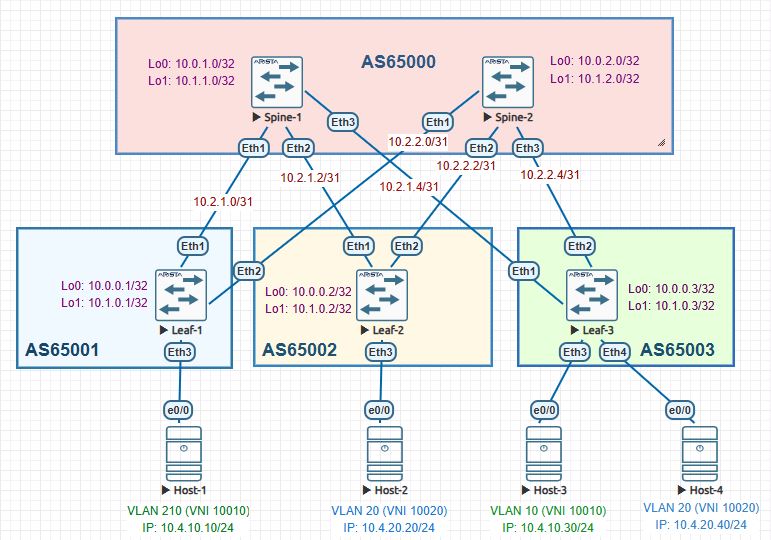 AS65000
Lo0: 10.0.1.0/32
Lo1: 10.1.1.0/32
ARISTA
Spine-1
ARISTA
Spine-2
Lo0: 10.0.2.0/32
Lo1: 10.1.2.0/32
Eth1
Eth2
Eth3
Eth1
Eth2
Eth3
10.2.1.0/31
10.2.1.2/31
10.2.1.4/31
10.2.2.0/31
10.2.2.2/31
10.2.2.4/31
Eth1
Eth2
Lo0: 10.0.0.1/32
Lo1: 10.1.0.1/32
ARISTA
Leaf-1
AS65001
Eth3
Eth1
Eth2
Lo0: 10.0.0.2/32
Lo1: 10.1.0.2/32
ARISTA
Leaf-2
AS65002
Eth3
Eth1
Eth2
ARISTA
Lo0: 10.0.0.3/32
Lo1: 10.1.0.3/32
Leaf-3
AS65003
Eth3
Eth4
e0/0
e0/0
e0/0
e0/0
Host-1
VLAN 210 (VNI 10010)
IP: 10.4.10.10/24
Host-2
VLAN 20 (VNI 10020)
IP: 10.4.20.20/24
Host-3
VLAN 10 (VNI 10010)
IP: 10.4.10.30/24
Host-4
VLAN 20 (VNI 10020)
IP: 10.4.20.40/24